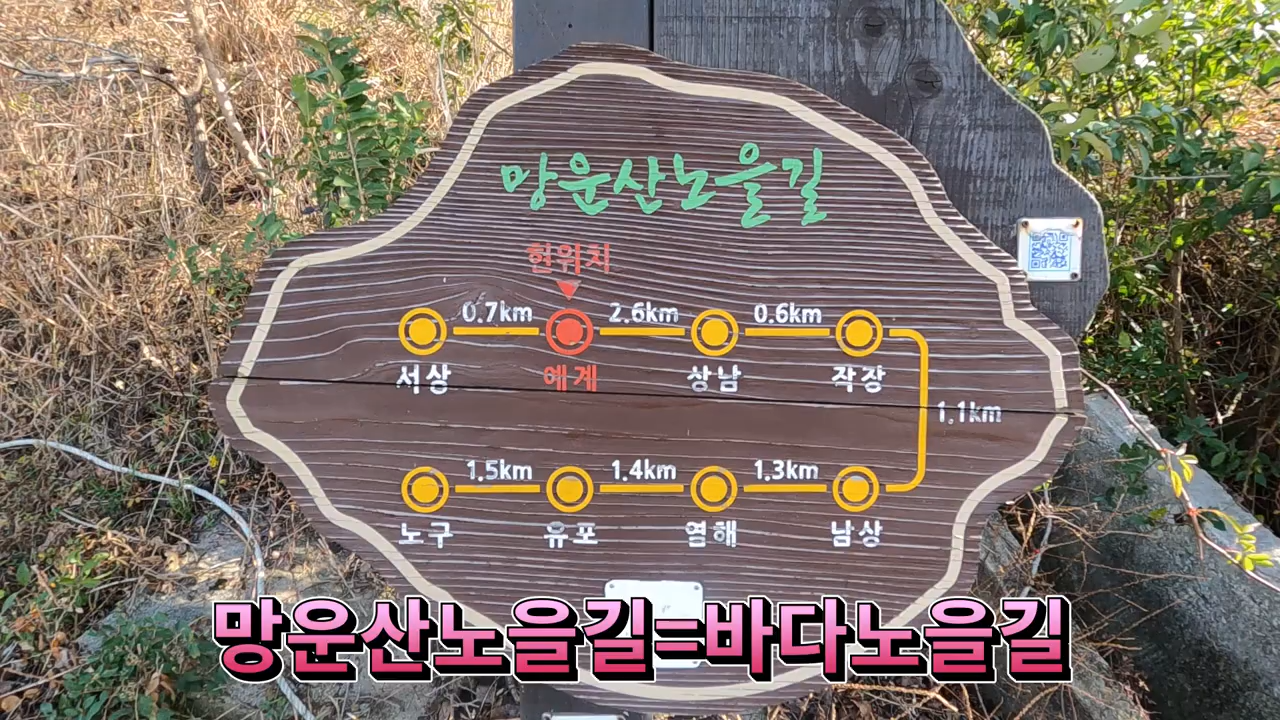 망운산노을길
현위치
0.7km 2.6km 0.6km
서상 예계 상남 작장
1.1km
1.5km 1.4km 1.3km
노구 유포 염해 남상
망운산노을길=바다노을길